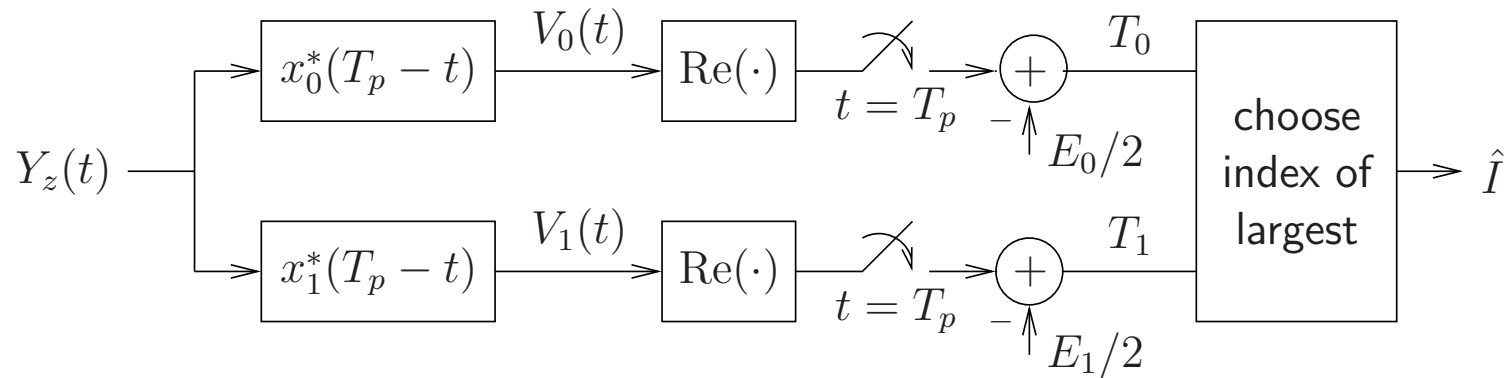 V_0(t)
T_0
x_0^*(T_p − t)
Re(·)
+
t = T_p
-
E_0/2
choose
index of
largest
Y_z(t)
Î
V_1(t)
T_1
x_1^*(T_p − t)
Re(·)
+
t = T_p
-
E_1/2